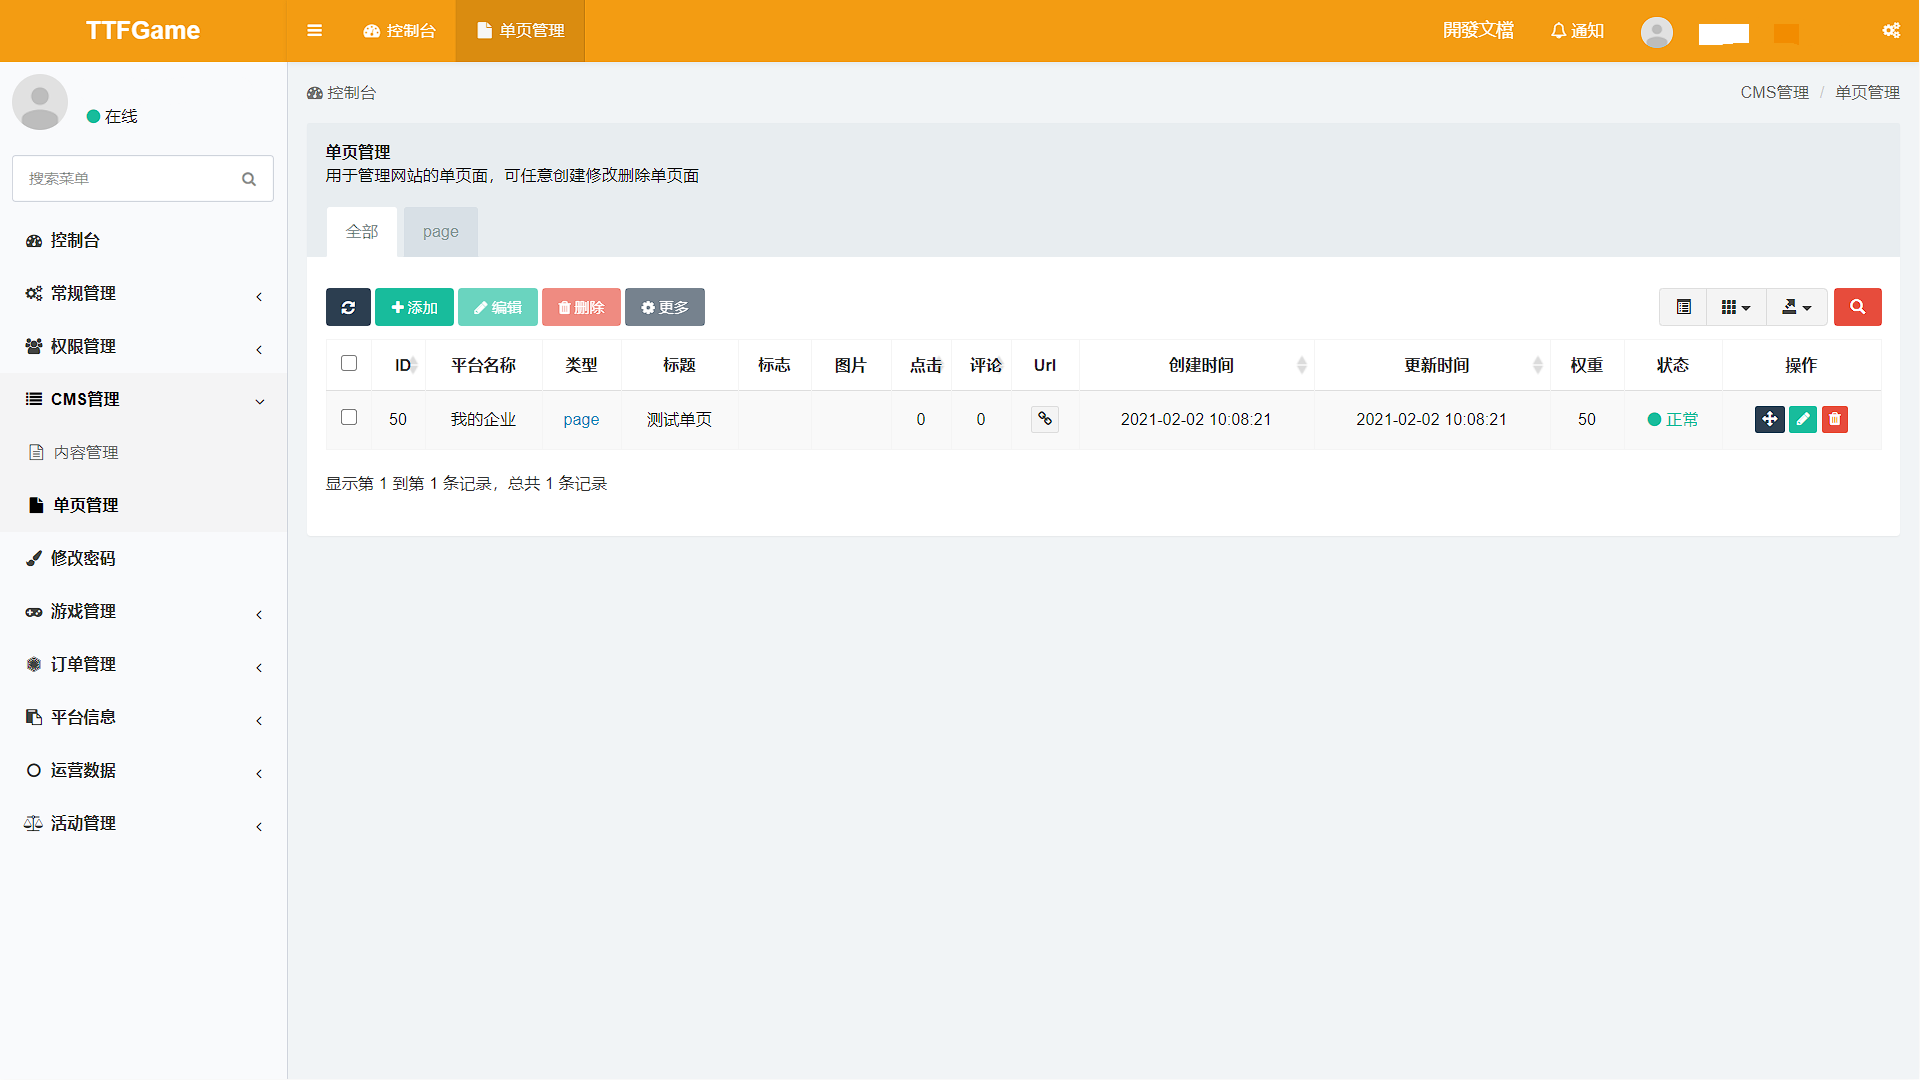 TTFGame
控制台
单页管理
開發文檔
通知
在线
搜索菜单
控制台
常规管理
权限管理
CMS管理
内容管理
单页管理
修改密码
游戏管理
订单管理
平台信息
运营数据
活动管理
控制台
CMS管理 / 单页管理
单页管理
用于管理网站的单页面，可任意创建修改删除单页面
全部 page
添加 编辑 删除 更多
ID 平台名称 类型 标题 标志 图片 点击 评论 Url 创建时间 更新时间 权重 状态 操作
50 我的企业 page 测试单页 0 0 2021-02-02 10:08:21 2021-02-02 10:08:21 50 正常
显示第 1 到第 1 条记录，总共 1 条记录